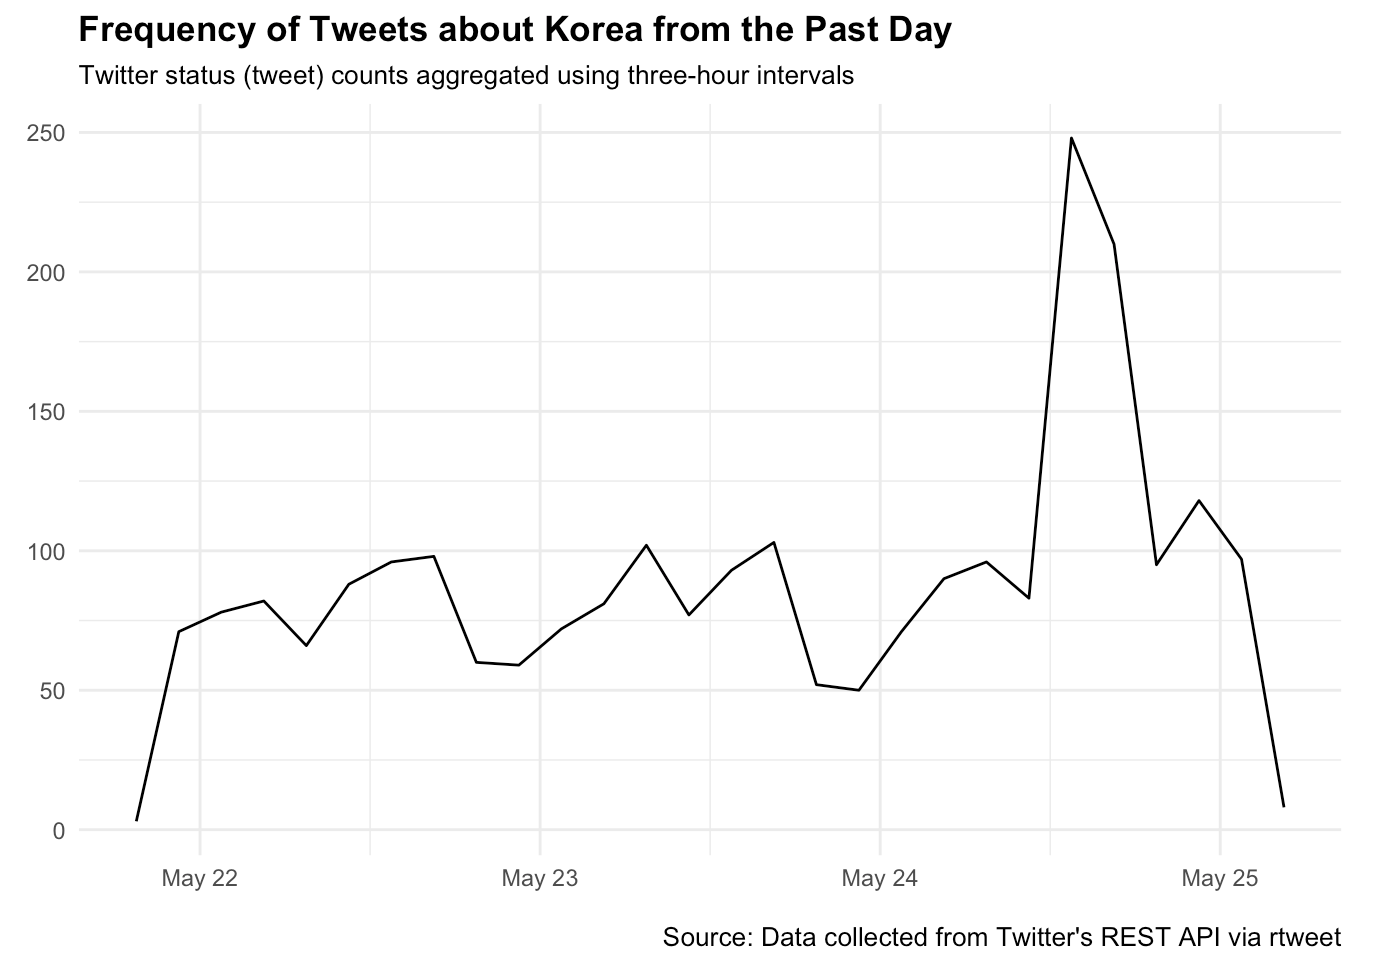 Frequency of Tweets about Korea from the Past Day
Twitter status (tweet) counts aggregated using three-hour intervals
250
200
150
100
50
0
May 22 May 23 May 24 May 25
Source: Data collected from Twitter's REST API via rtweet